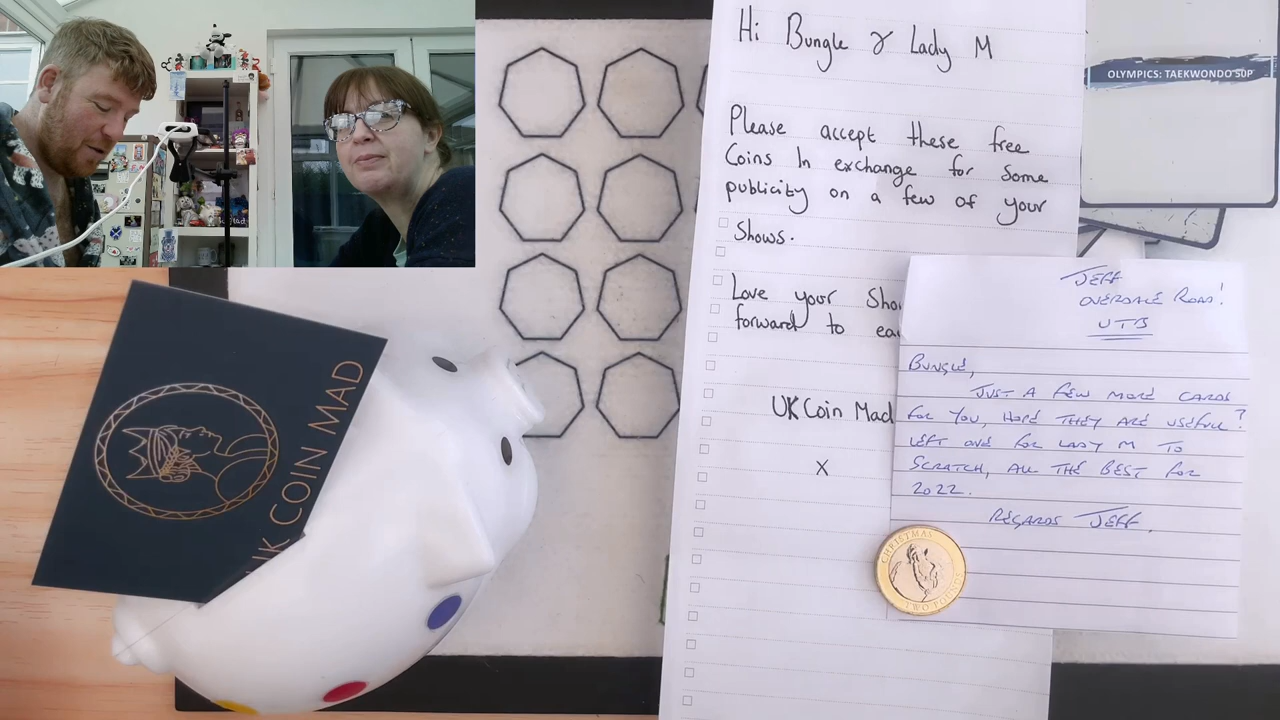 Hi Bungle & Lady M
Please accept these free
Coins In exchange for Some
publicity on a few of your
Shows.
Love your
forward to
UK Coin Mad
X
OLYMPICS: TAEKWONDO 50P
JEFF
OVERDALE ROAD!
UTB
BUNGLE,
JUST A FEW MORE CARDS
FOR YOU, HOPE THEY ARE USEFULL?
LEFT ONE FOR LADY M TO
SCRATCH, ALL THE BEST FOR
2022.
REGARDS JEFF.
CHRISTMAS
TWO POUNDS
UK COIN MAD